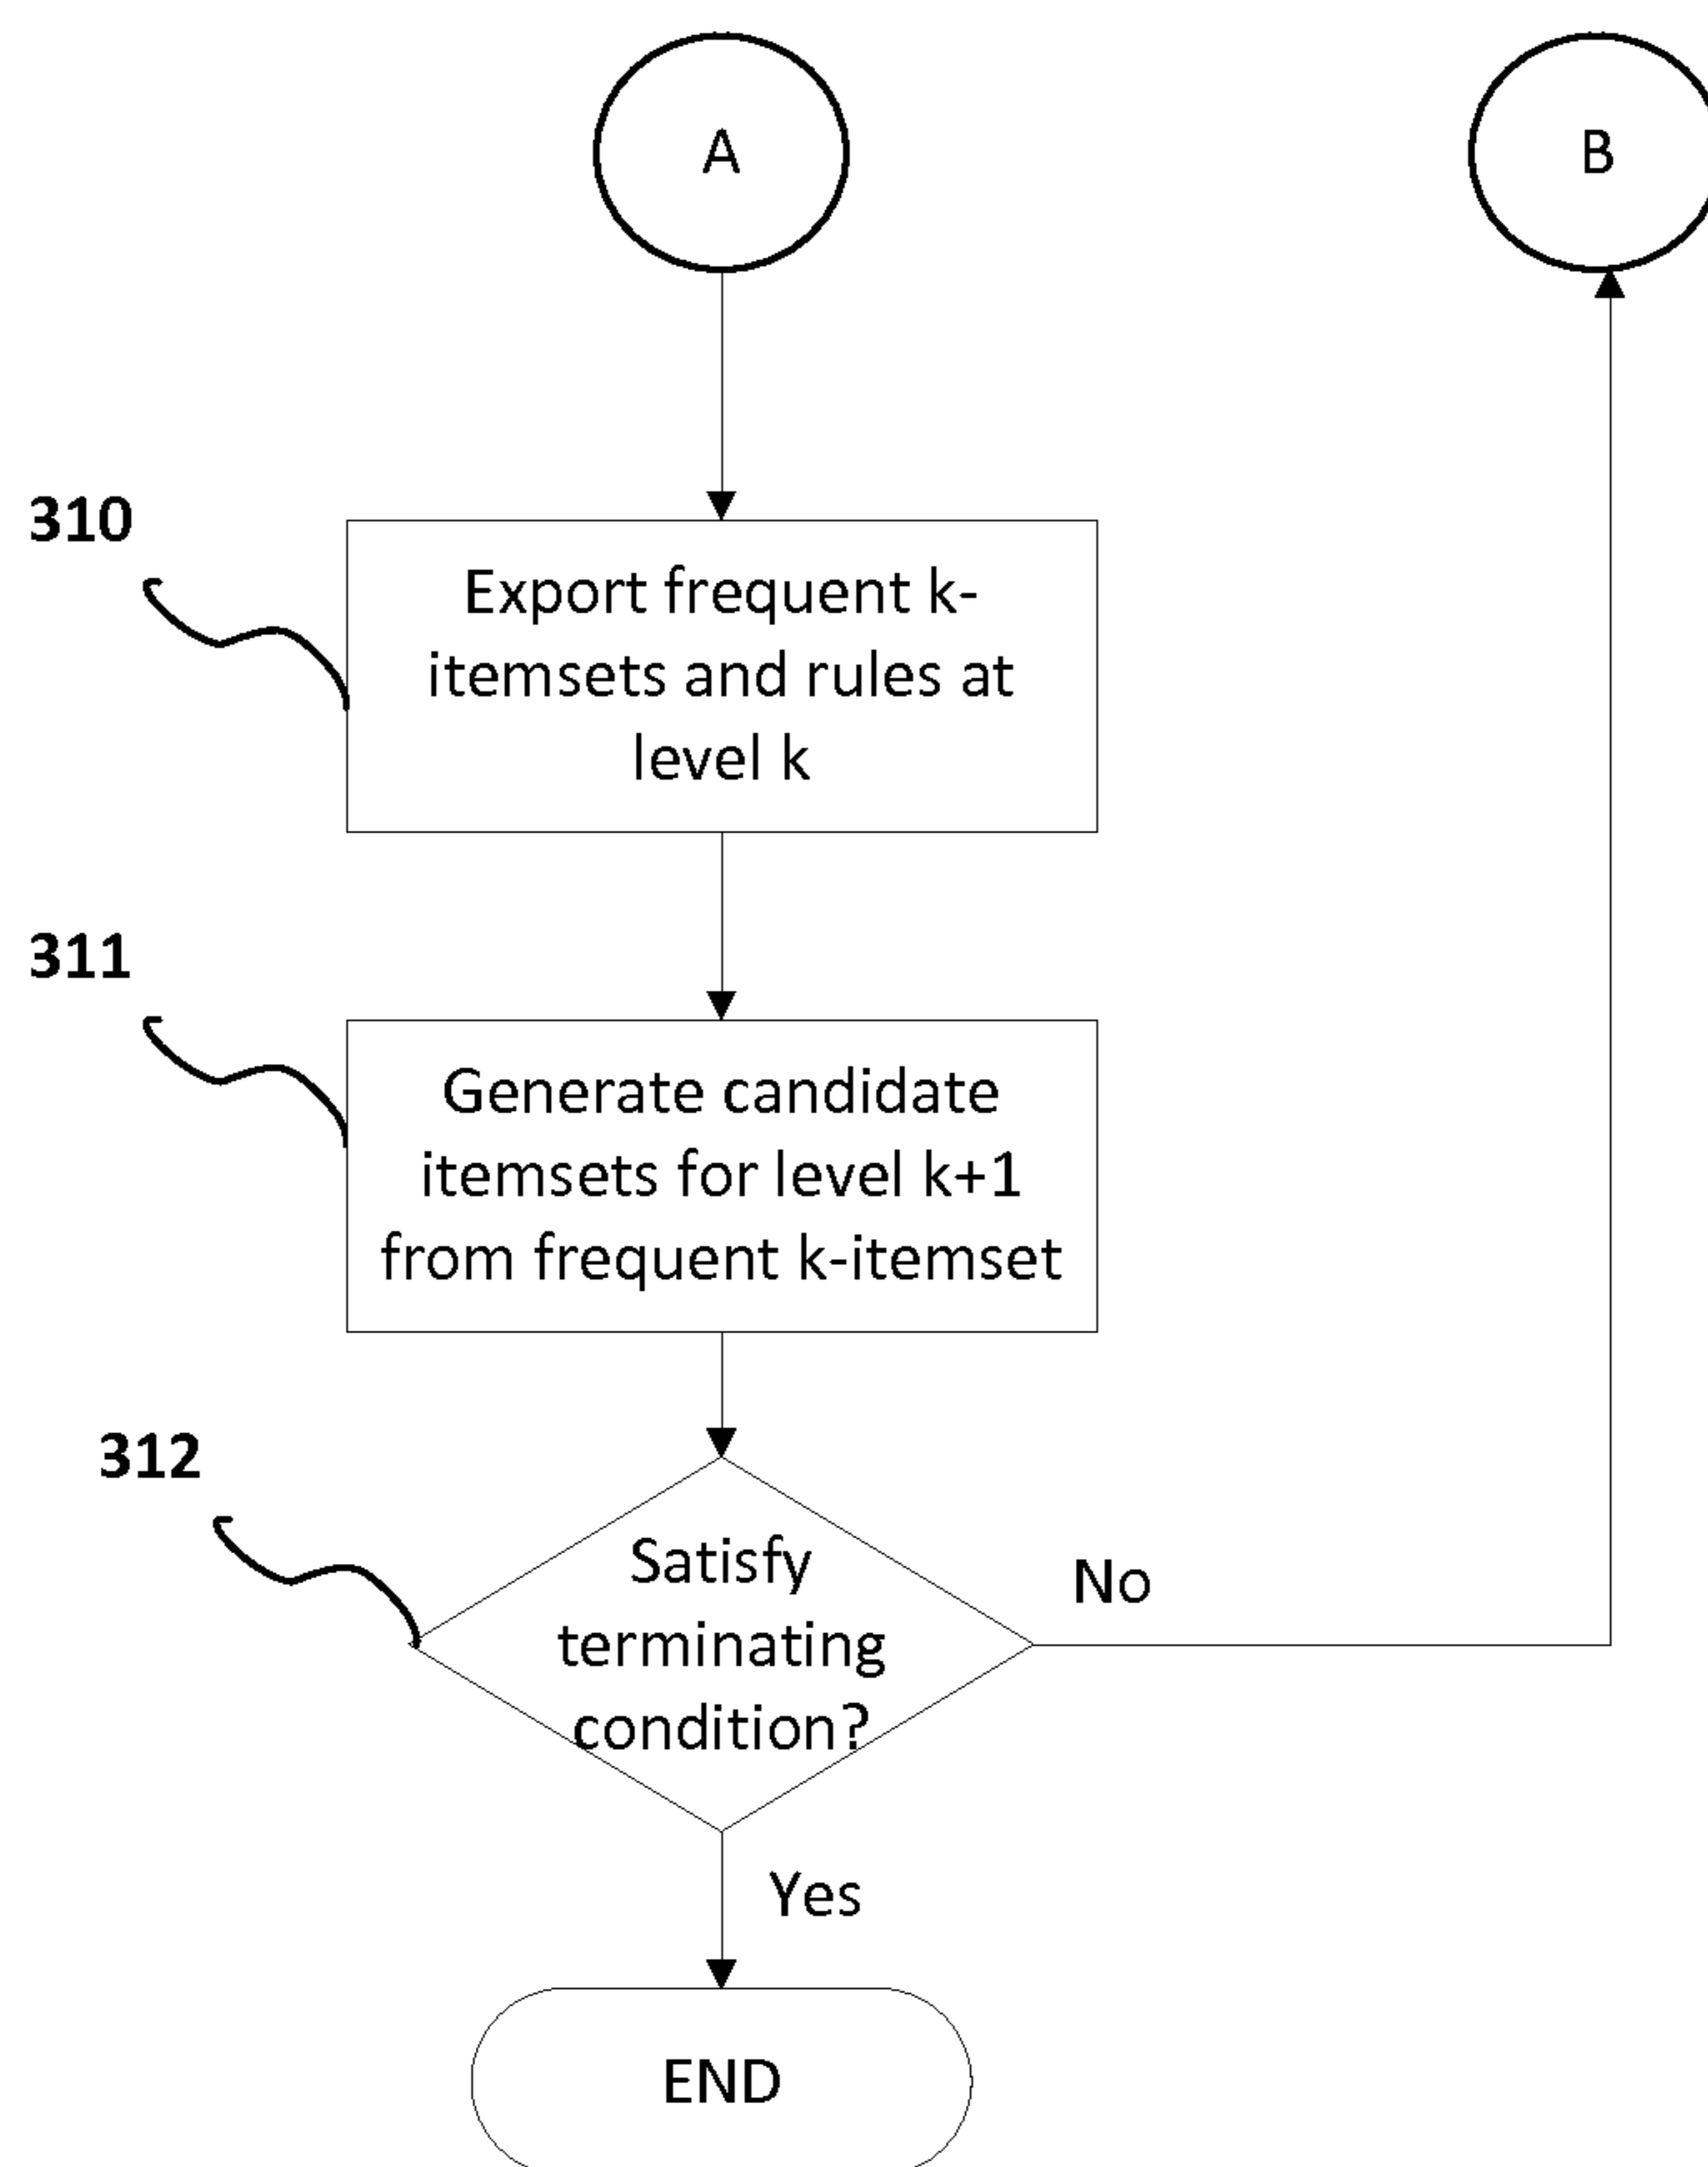 A
B
310
Export frequent k-
itemsets and rules at
level k
311
Generate candidate
itemsets for level k+1
from frequent k-itemset
312
Satisfy
terminating
condition?
No
Yes
END